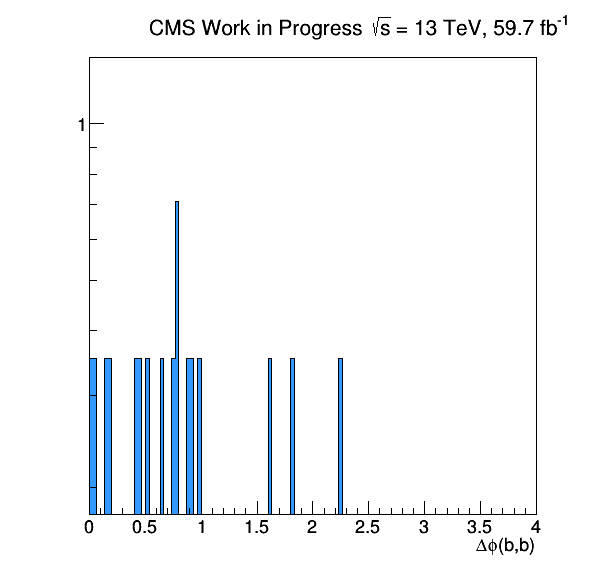 CMS Work in Progress √s = 13 TeV, 59.7 fb⁻¹
1
0 0.5 1 1.5 2 2.5 3 3.5 4
Δϕ(b,b)